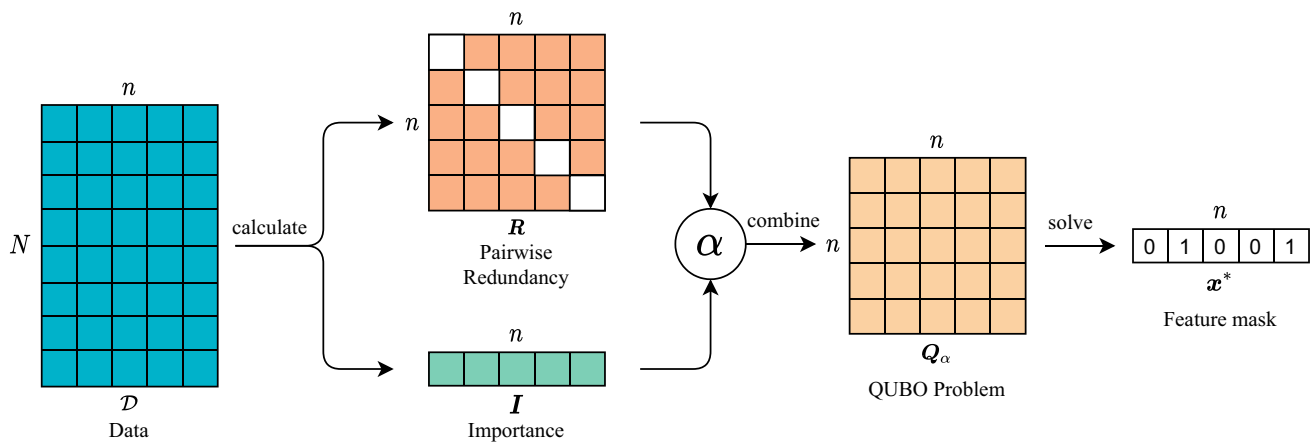 n
N
𝒟
Data
calculate
n
n
R
Pairwise
Redundancy
n
I
Importance
α
combine
n
n
Q_α
QUBO Problem
solve
n
0 1 0 0 1
x*
Feature mask